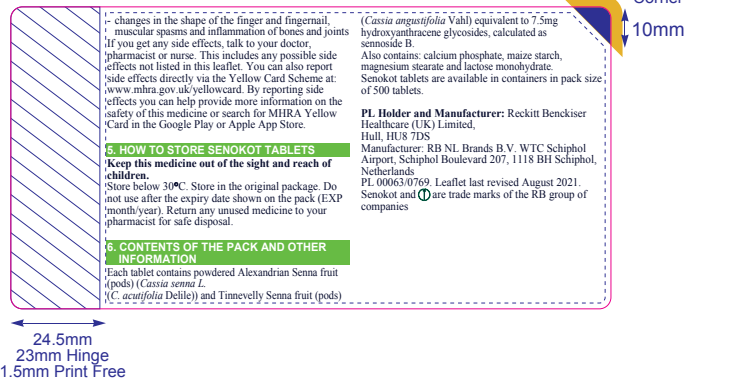 - changes in the shape of the finger and fingernail,
muscular spasms and inflammation of bones and joints
If you get any side effects, talk to your doctor,
pharmacist or nurse. This includes any possible side
effects not listed in this leaflet. You can also report
side effects directly via the Yellow Card Scheme at:
www.mhra.gov.uk/yellowcard. By reporting side
effects you can help provide more information on the
safety of this medicine or search for MHRA Yellow
Card in the Google Play or Apple App Store.
5. HOW TO STORE SENOKOT TABLETS
Keep this medicine out of the sight and reach of
children.
Store below 30°C. Store in the original package. Do
not use after the expiry date shown on the pack (EXP
month/year). Return any unused medicine to your
pharmacist for safe disposal.
6. CONTENTS OF THE PACK AND OTHER
INFORMATION
Each tablet contains powdered Alexandrian Senna fruit
(pods) (Cassia senna L.
(C. acutifolia Delile)) and Tinnevelly Senna fruit (pods)
(Cassia angustifolia Vahl) equivalent to 7.5mg
hydroxyanthracene glycosides, calculated as
sennoside B.
Also contains: calcium phosphate, maize starch,
magnesium stearate and lactose monohydrate.
Senokot tablets are available in containers in pack size
of 500 tablets.
PL Holder and Manufacturer: Reckitt Benckiser
Healthcare (UK) Limited,
Hull, HU8 7DS
Manufacturer: RB NL Brands B.V. WTC Schiphol
Airport, Schiphol Boulevard 207, 1118 BH Schiphol,
Netherlands
PL 00063/0769. Leaflet last revised August 2021.
Senokot and are trade marks of the RB group of
companies
Corner
10mm
24.5mm
23mm Hinge
1.5mm Print Free